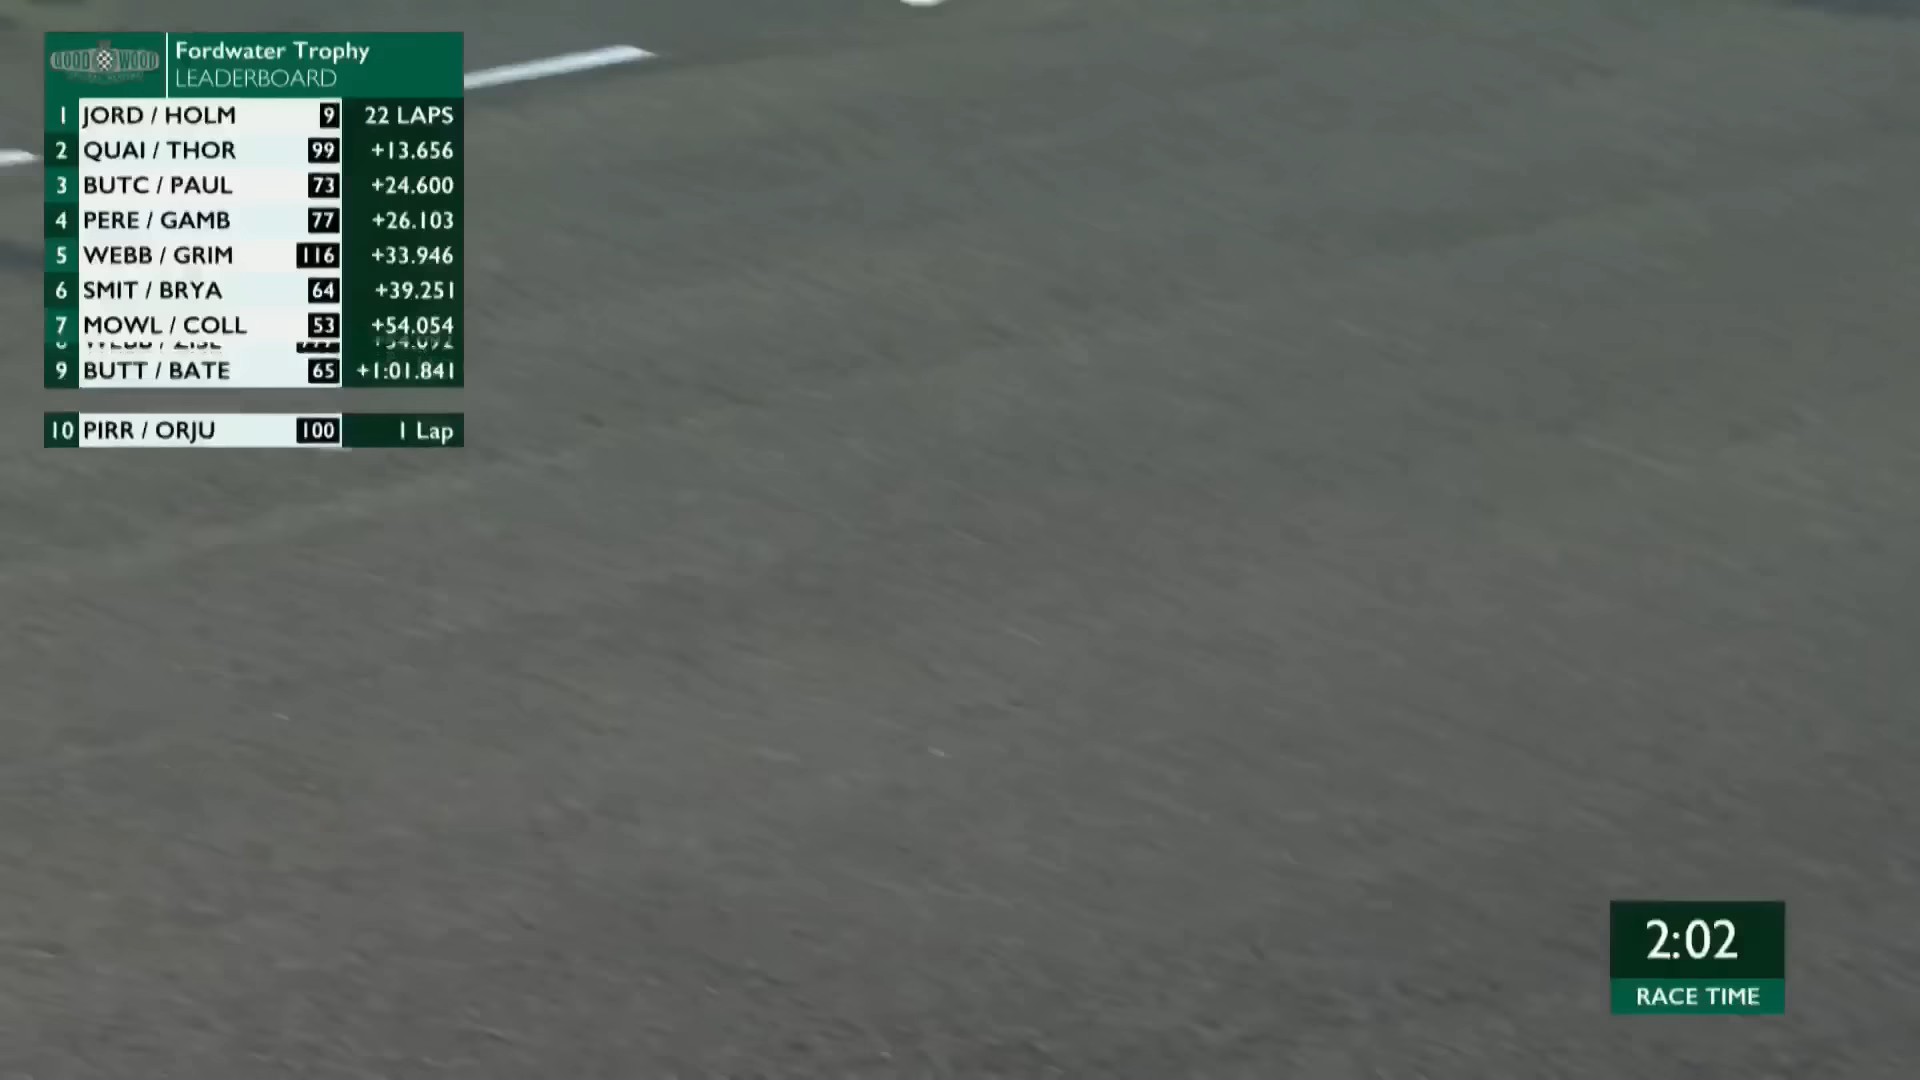 GOODWOOD
Fordwater Trophy
LEADERBOARD
1 JORD / HOLM 9 22 LAPS
2 QUAI / THOR 99 +13.656
3 BUTC / PAUL 73 +24.600
4 PERE / GAMB 77 +26.103
5 WEBB / GRIM 116 +33.946
6 SMIT / BRYA 64 +39.251
7 MOWL / COLL 53 +54.054
9 BUTT / BATE 65 +1:01.841
10 PIRR / ORJU 100 1 Lap
2:02
RACE TIME